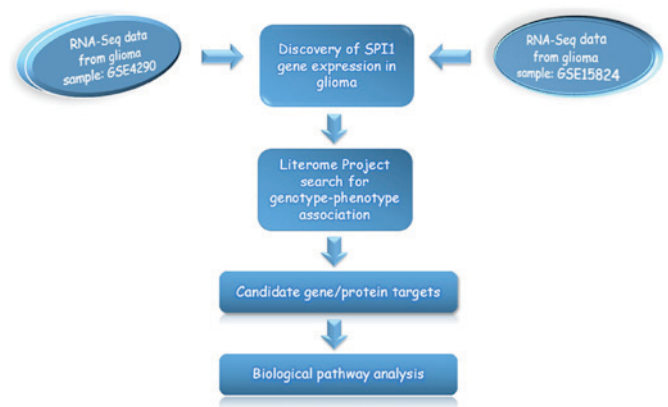 RNA-Seq data
from glioma
sample: GSE4290
Discovery of SPI1
gene expression in
glioma
RNA-Seq data
from glioma
sample: GSE15824
Literome Project
search for
genotype-phenotype
association
Candidate gene/protein targets
Biological pathway analysis